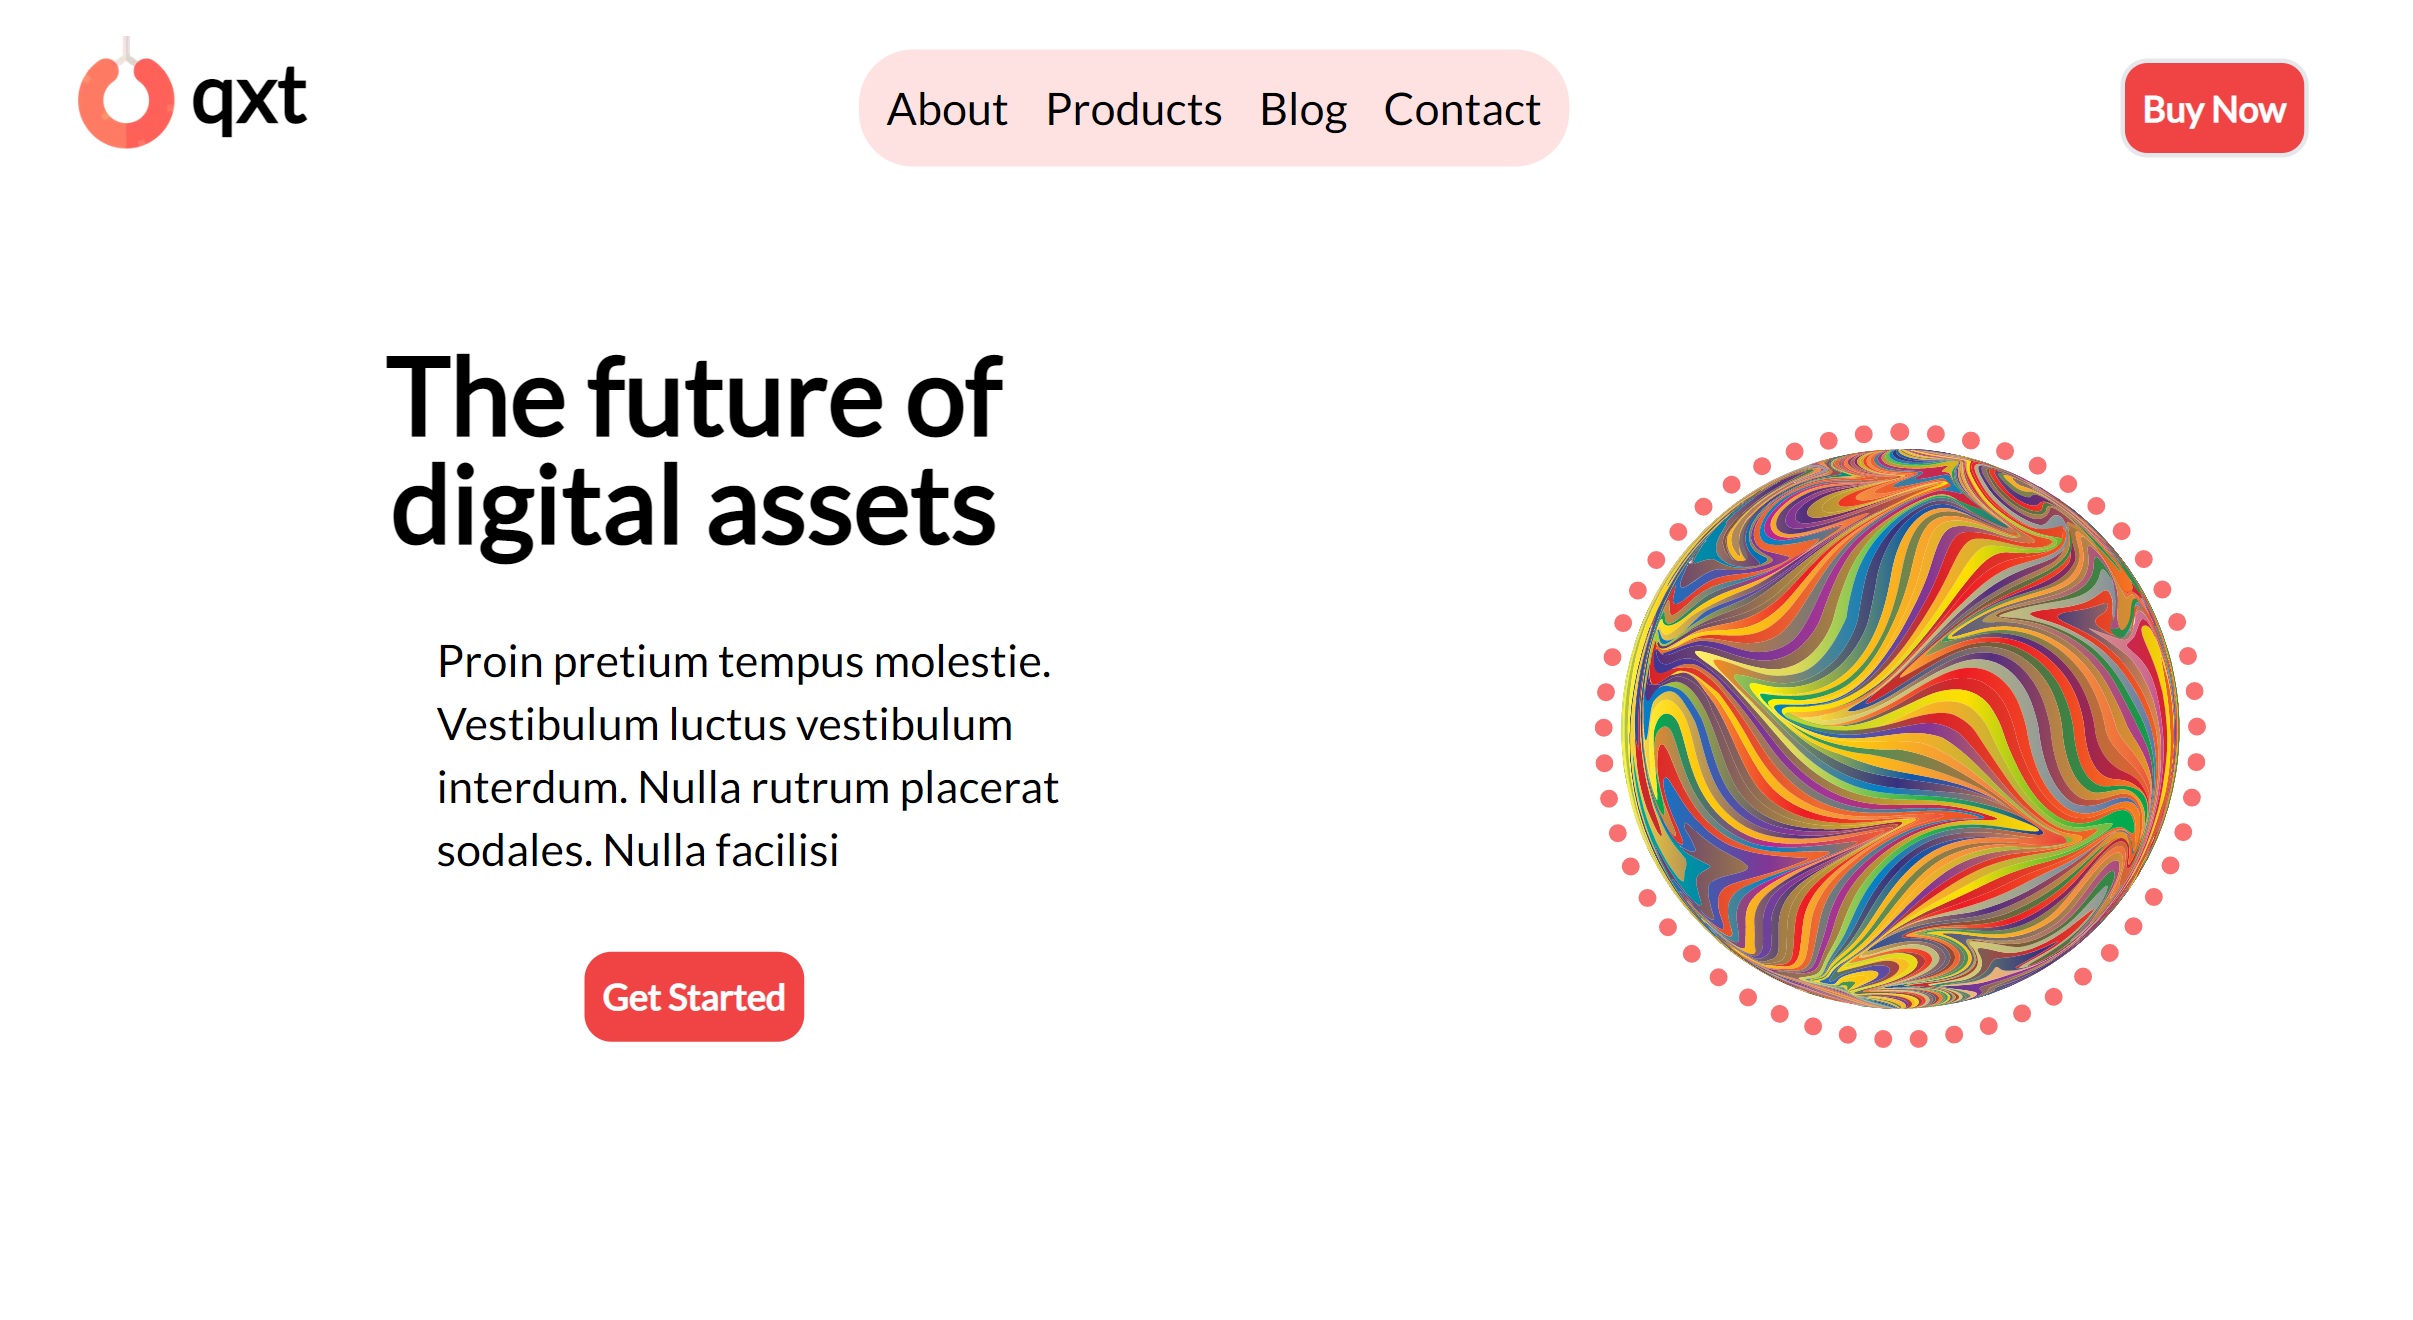 qxt
About Products Blog Contact
Buy Now
The future of
digital assets
Proin pretium tempus molestie.
Vestibulum luctus vestibulum
interdum. Nulla rutrum placerat
sodales. Nulla facilisi
Get Started